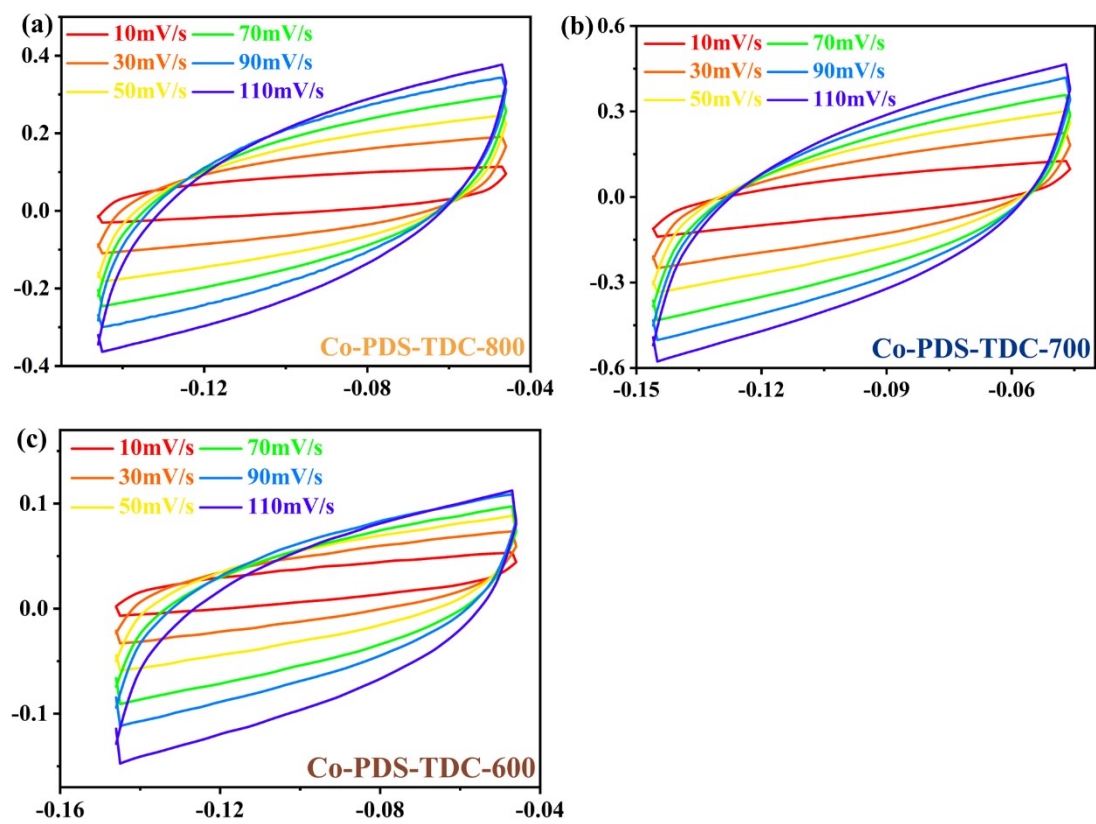 (a)
10mV/s 70mV/s
30mV/s 90mV/s
50mV/s 110mV/s
0.4
0.2
0.0
-0.2
-0.4
Co-PDS-TDC-800
-0.12 -0.08 -0.04
(b)
10mV/s 70mV/s
30mV/s 90mV/s
50mV/s 110mV/s
0.6
0.3
0.0
-0.3
-0.6
Co-PDS-TDC-700
-0.15 -0.12 -0.09 -0.06
(c)
10mV/s 70mV/s
30mV/s 90mV/s
50mV/s 110mV/s
0.1
0.0
-0.1
Co-PDS-TDC-600
-0.16 -0.12 -0.08 -0.04